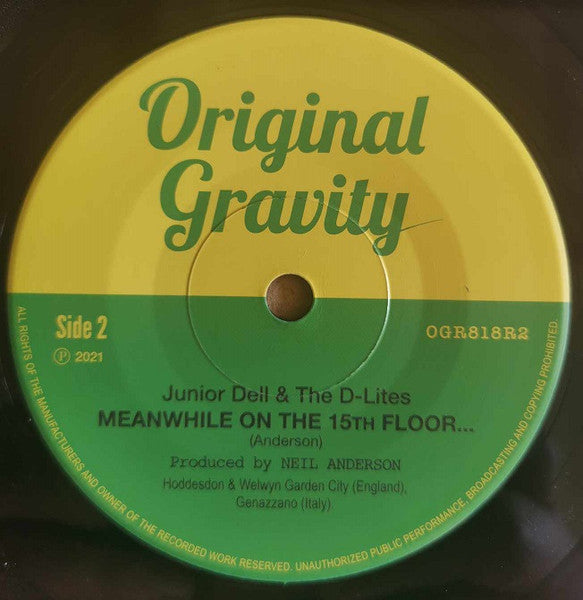 Original
Gravity
Side 2
Ⓟ 2021
OGR818R2
Junior Dell & The D-Lites
MEANWHILE ON THE 15TH FLOOR...
(Anderson)
Produced by NEIL ANDERSON
Hoddesdon & Welwyn Garden City (England),
Genazzano (Italy)
ALL RIGHTS OF THE MANUFACTURERS AND OWNER OF THE RECORDED WORK RESERVED. UNAUTHORIZED PUBLIC PERFORMANCE, BROADCASTING AND COPYING PROHIBITED